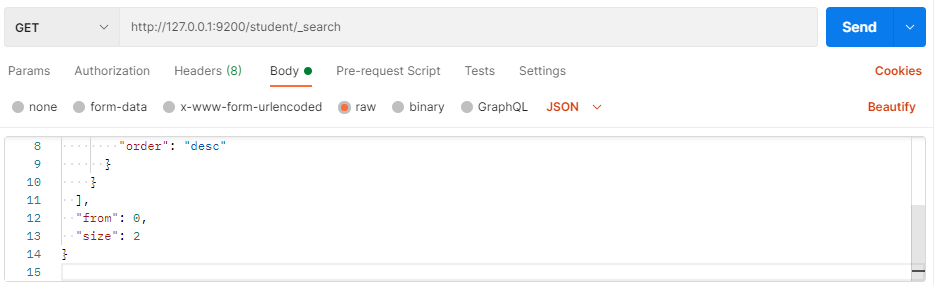 GET http://127.0.0.1:9200/student/_search Send
Params Authorization Headers (8) Body Pre-request Script Tests Settings Cookies
none form-data x-www-form-urlencoded raw binary GraphQL JSON Beautify
8 "order": "desc"
9 }
10 }
11 ],
12 "from": 0,
13 "size": 2
14 }
15